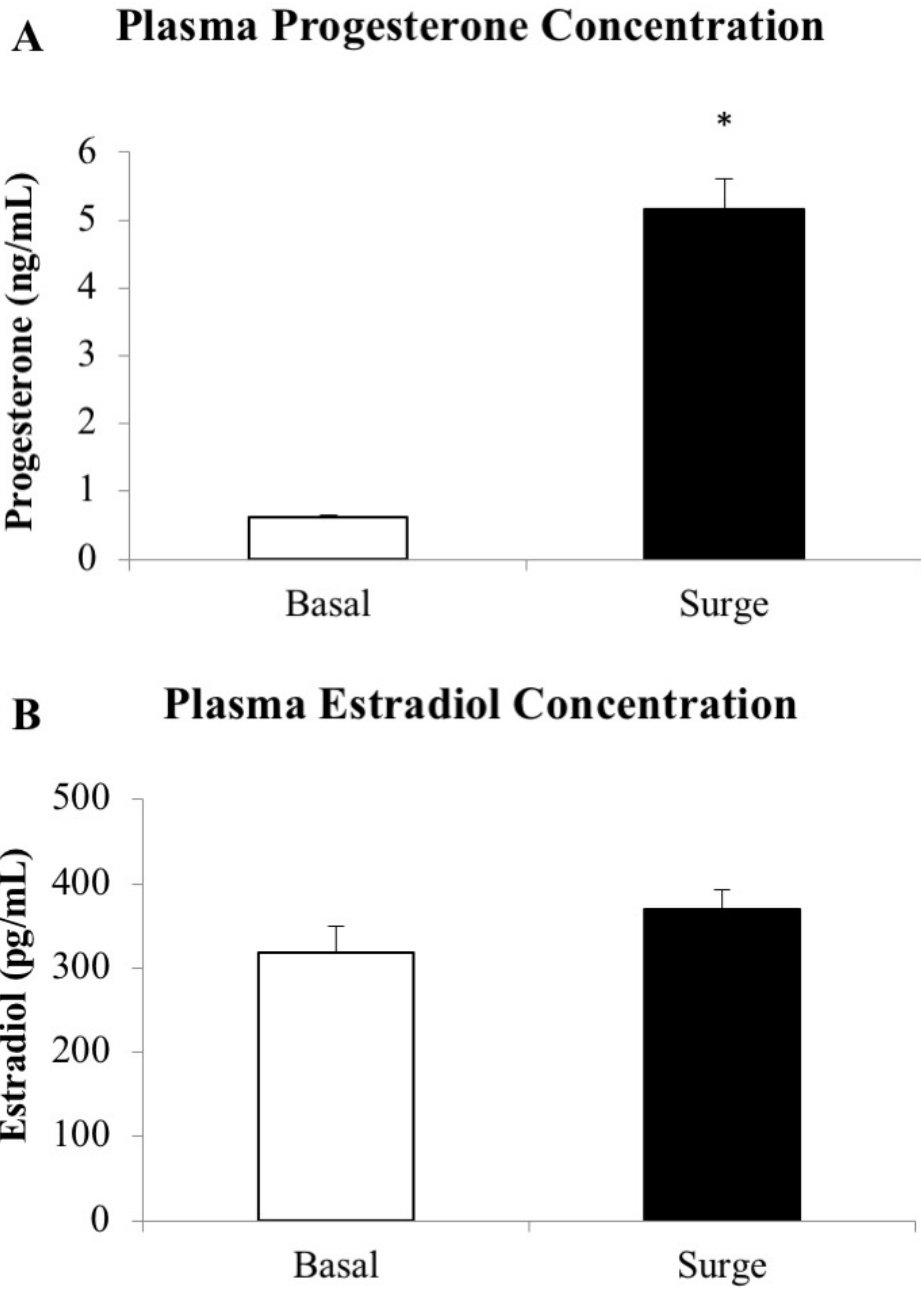 A
Plasma Progesterone Concentration
*
Progesterone (ng/mL)
6
5
4
3
2
1
0
Basal
Surge
B
Plasma Estradiol Concentration
Estradiol (pg/mL)
500
400
300
200
100
0
Basal
Surge